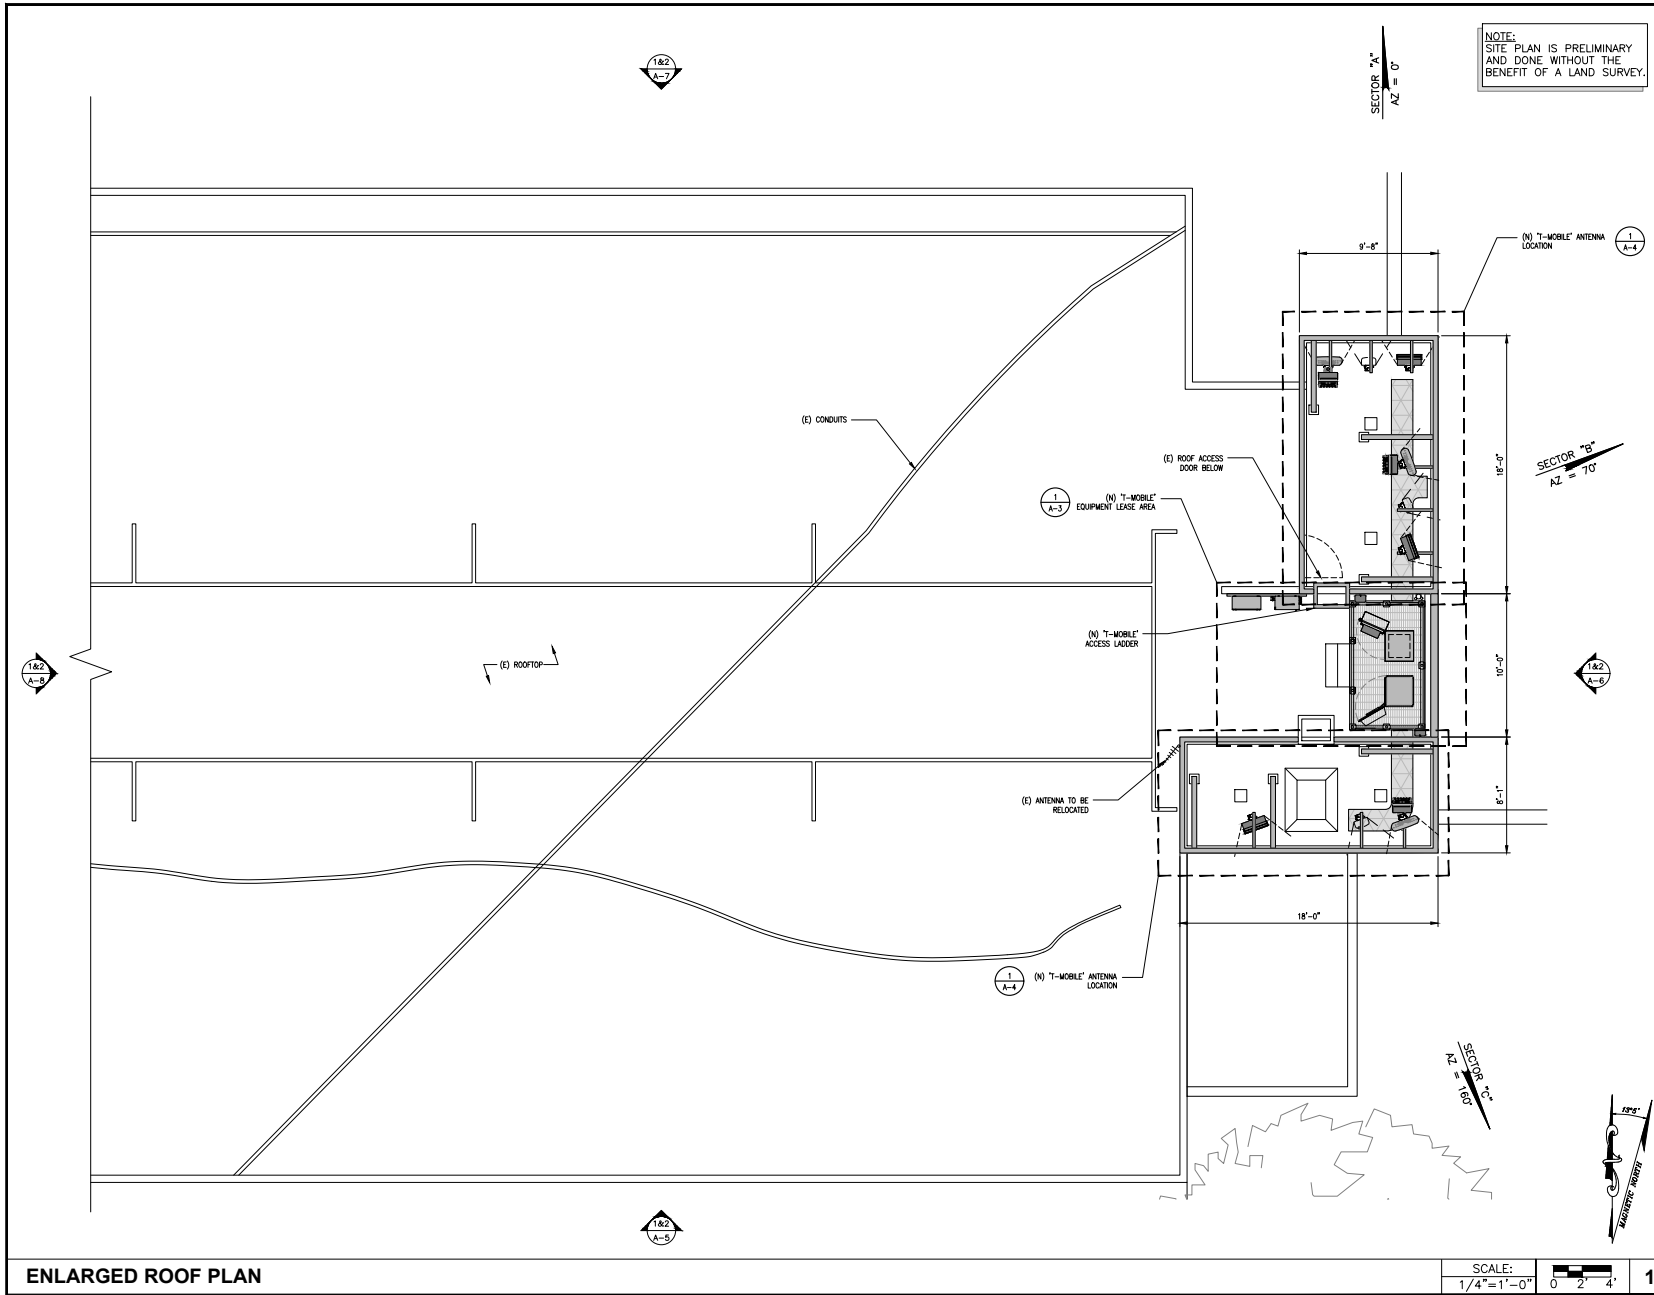 NOTE:
SITE PLAN IS PRELIMINARY
AND DONE WITHOUT THE
BENEFIT OF A LAND SURVEY.
SECTOR "A"
AZ = 0°
1&2
A-7
(N) 'T-MOBILE' ANTENNA
LOCATION
1
A-4
9'-8"
(E) CONDUITS
(E) ROOF ACCESS
DOOR BELOW
18'-0"
SECTOR "B"
AZ = 70°
1
A-3
(N) 'T-MOBILE'
EQUIPMENT LEASE AREA
(N) 'T-MOBILE'
ACCESS LADDER
(E) ROOFTOP
1&2
A-8
10'-0"
1&2
A-6
(E) ANTENNA TO BE
RELOCATED
8'-1"
18'-0"
1
A-4
(N) 'T-MOBILE' ANTENNA
LOCATION
SECTOR "C"
AZ = 160°
13°5'
MAGNETIC NORTH
1&2
A-5
ENLARGED ROOF PLAN
SCALE:
1/4"=1'-0"
0 2' 4'
1